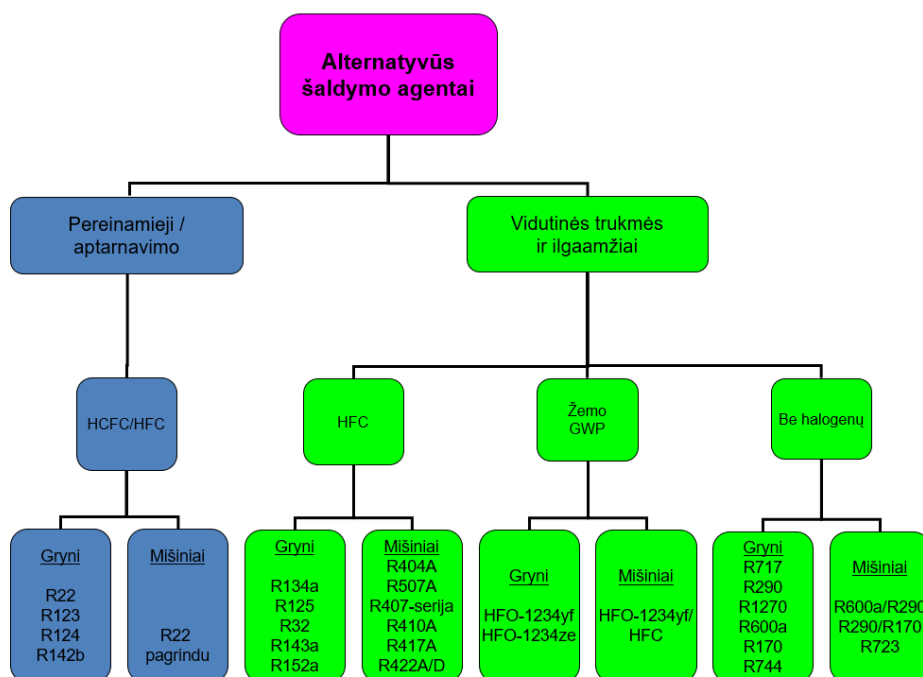 Alternatyvūs
šaldymo agentai
Pereinamieji /
aptarnavimo
Vidutinės trukmės
ir ilgaamžiai
HCFC/HFC
HFC
Žemo
GWP
Be halogenų
Gryni
R22
R123
R124
R142b
Mišiniai
R22
pagrindu
Gryni
R134a
R125
R32
R143a
R152a
Mišiniai
R404A
R507A
R407-serija
R410A
R417A
R422A/D
Gryni
HFO-1234yf
HFO-1234ze
Mišiniai
HFO-1234yf/
HFC
Gryni
R717
R290
R1270
R600a
R170
R744
Mišiniai
R600a/R290
R290/R170
R723